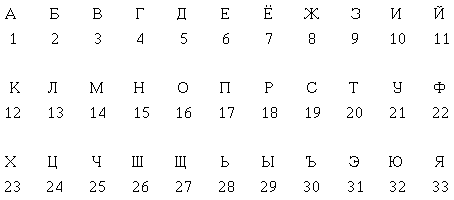 А Б В Г Д Е Ё Ж З И Й
1 2 3 4 5 6 7 8 9 10 11
К Л М Н О П Р С Т У Ф
12 13 14 15 16 17 18 19 20 21 22
Х Ц Ч Ш Щ Ь Ы Ъ Э Ю Я
23 24 25 26 27 28 29 30 31 32 33